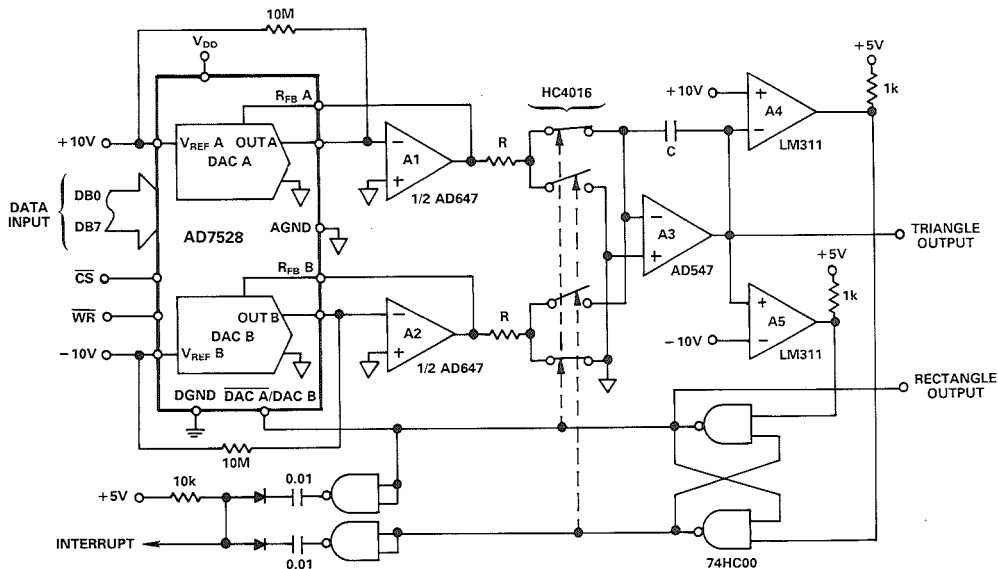 10M
VDD
+5V
1k
HC4016
+10V
A4
LM311
RFB A
+10V
VREF A
OUT A
DAC A
A1
1/2 AD647
R
C
DATA INPUT
DB0
DB7
AD7528
AGND
A3
AD547
TRIANGLE OUTPUT
CS
RFB B
+5V
1k
WR
OUT B
DAC B
A2
R
A5
-10V
VREF B
1/2 AD647
-10V
LM311
DGND
DAC A/DAC B
RECTANGLE OUTPUT
10M
+5V
10k
0.01
INTERRUPT
0.01
74HC00